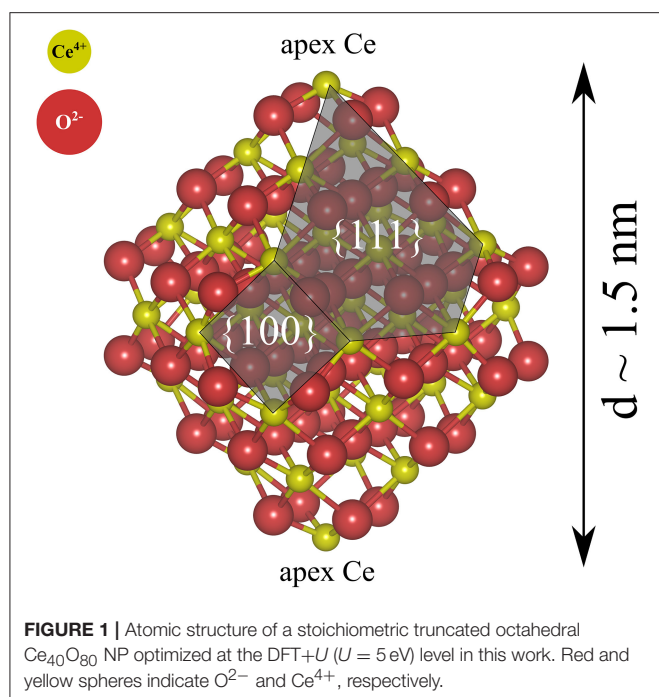 apex Ce
Ce4+
O2-
{111}
{100}
d ~ 1.5 nm
apex Ce
FIGURE 1 | Atomic structure of a stoichiometric truncated octahedral
Ce40O80 NP optimized at the DFT+U (U = 5 eV) level in this work. Red and
yellow spheres indicate O2− and Ce4+, respectively.